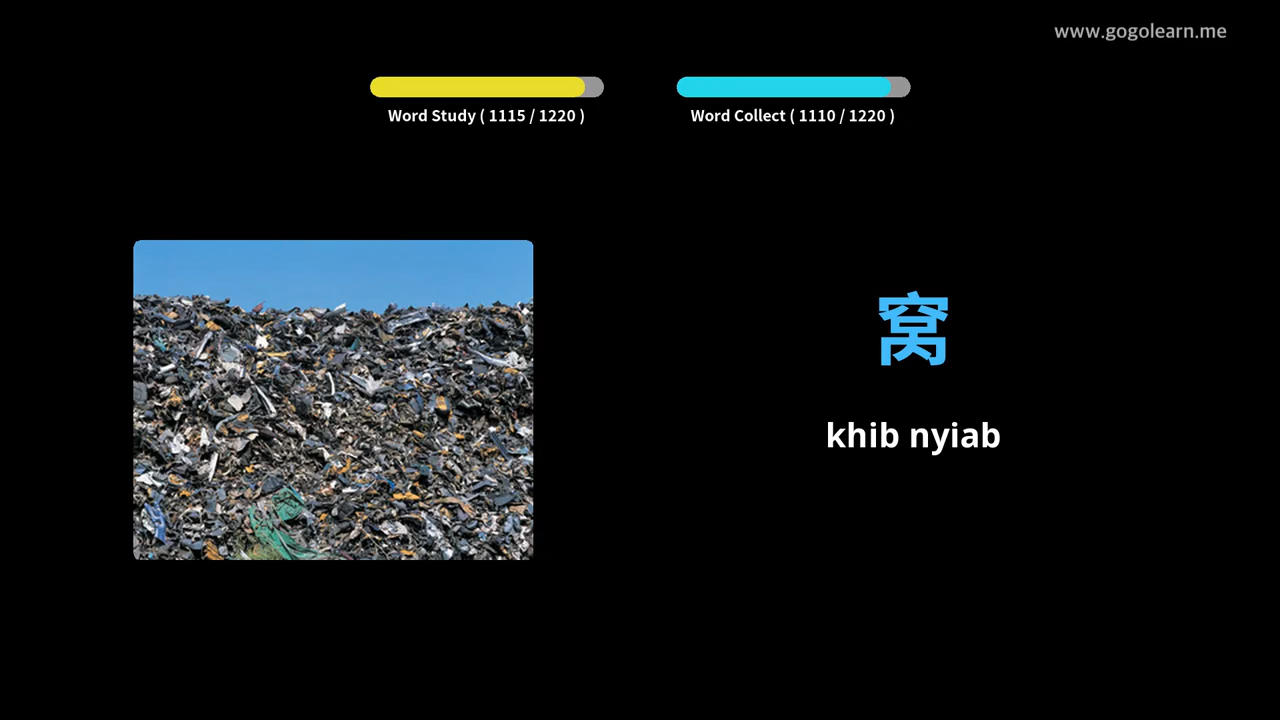 www.gogolearn.me
Word Study ( 1115 / 1220 )
Word Collect ( 1110 / 1220 )
窝
khib nyiab